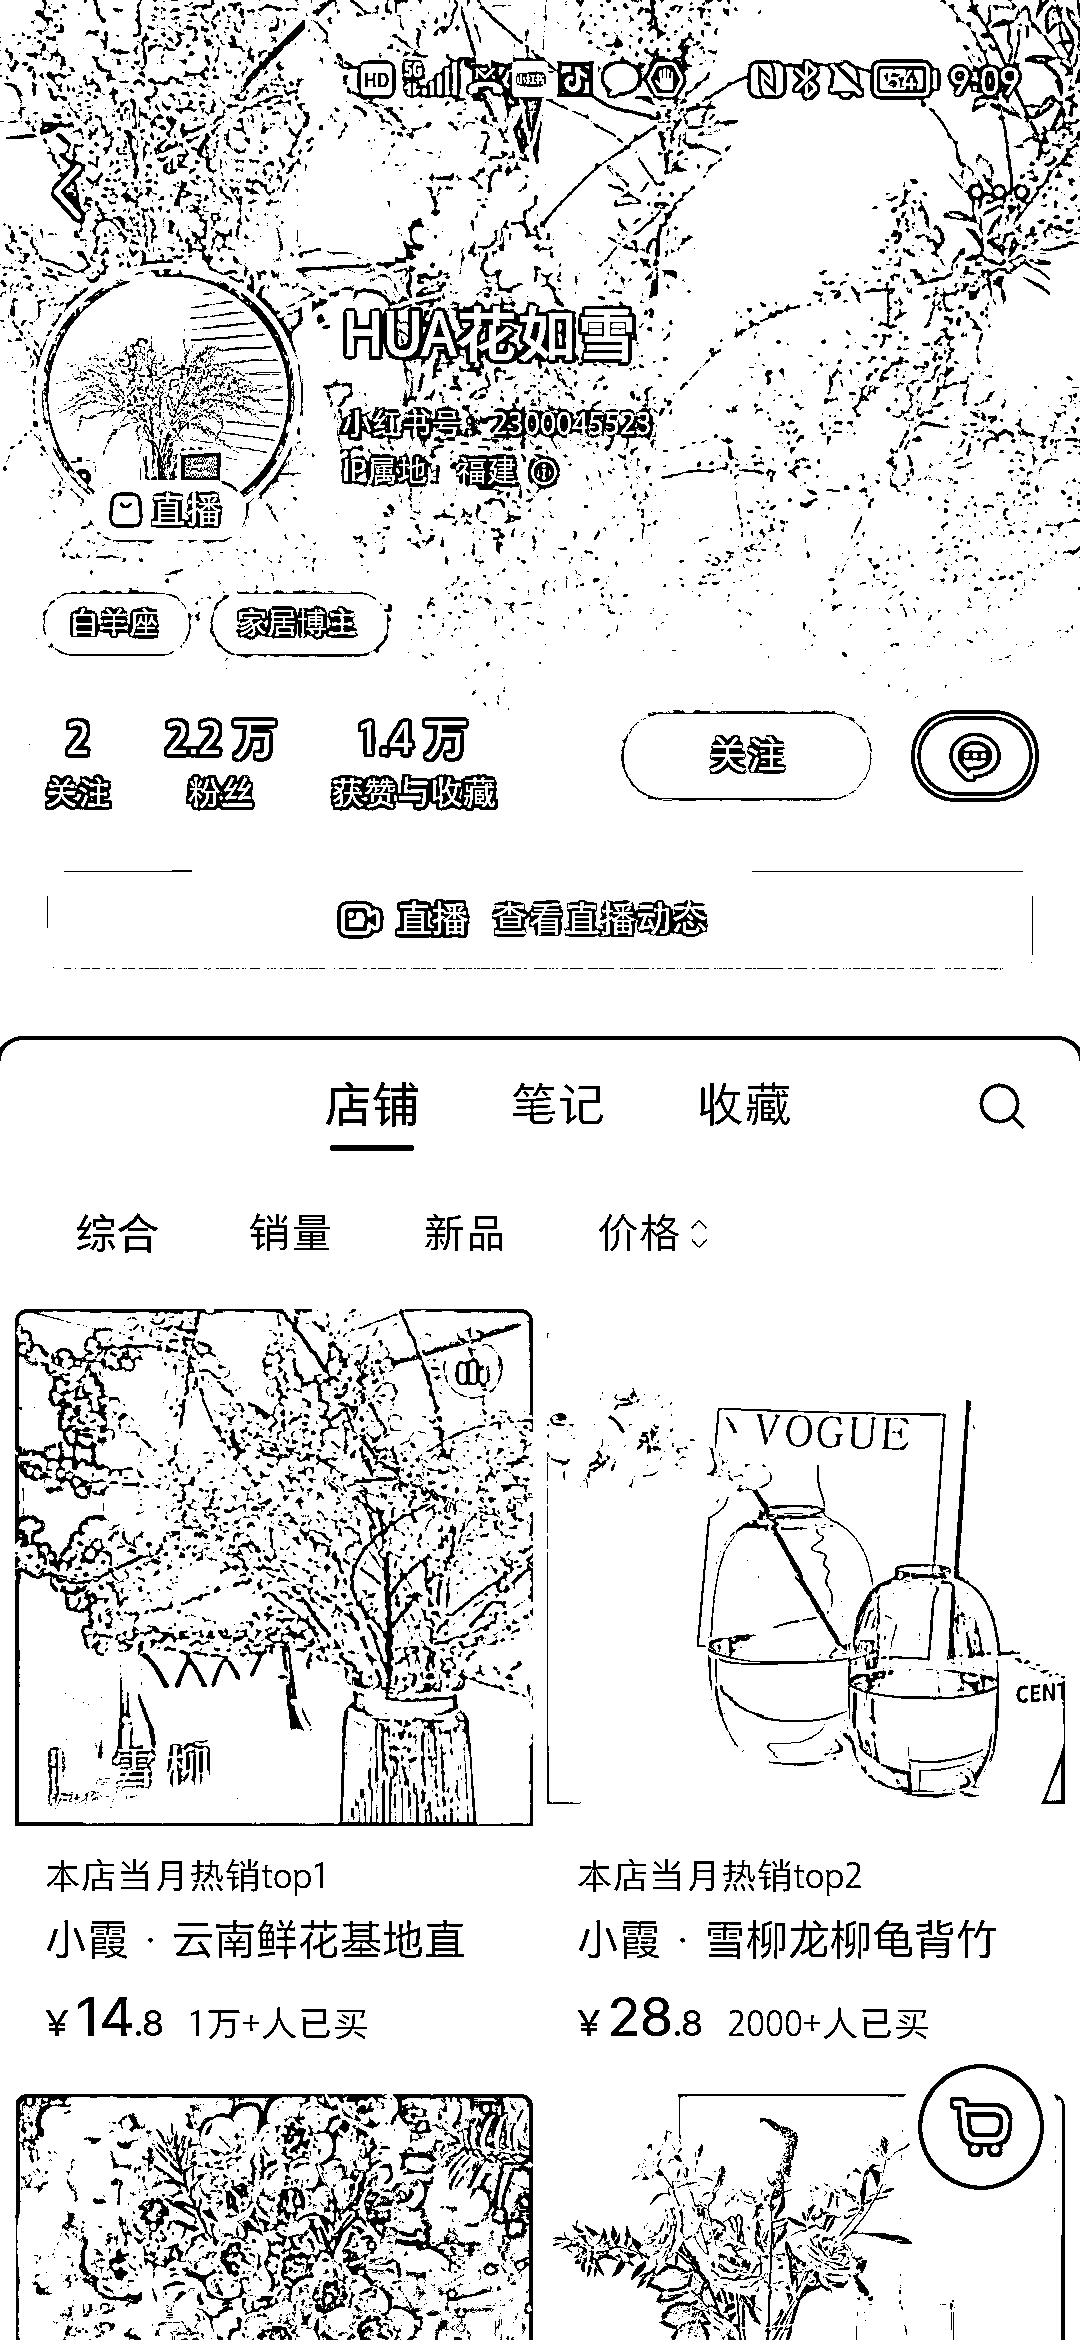 HD 5G 54 9:09
HUA花如雪
小红书号：2300045523
IP属地：福建
直播
白羊座 家居博主
2 2.2万 1.4万
关注 粉丝 获赞与收藏
关注
直播 查看直播动态
店铺 笔记 收藏
综合 销量 新品 价格
VOGUE
CENT
雪柳
本店当月热销top1
小霞·云南鲜花基地直
¥14.8 1万+人已买
本店当月热销top2
小霞·雪柳龙柳龟背竹
¥28.8 2000+人已买